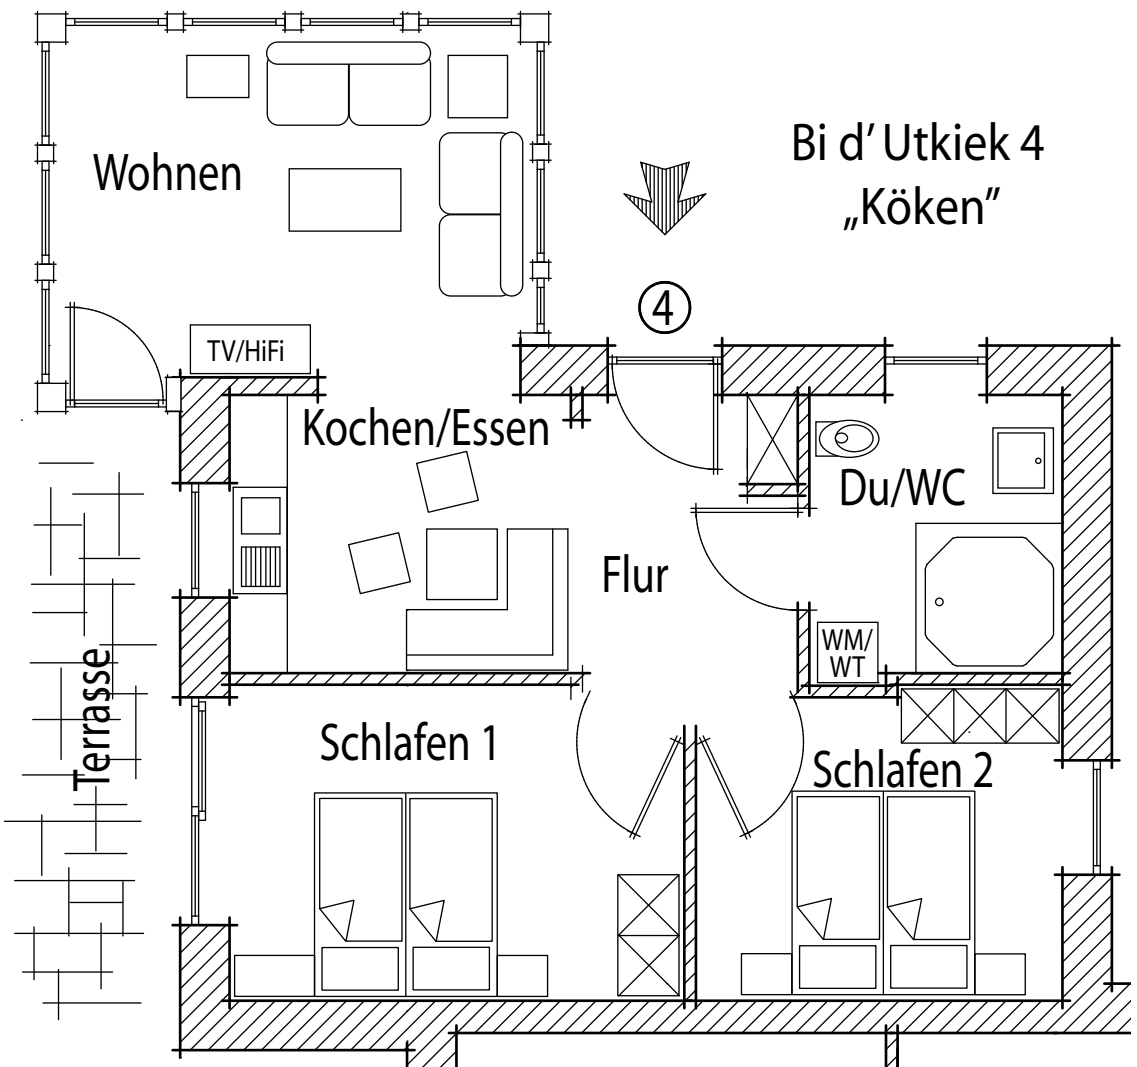 Bi d' Utkiek 4
„Köken”
Wohnen
4
TV/HiFi
Kochen/Essen
Du/WC
Flur
WM/
WT
Terrasse
Schlafen 1
Schlafen 2